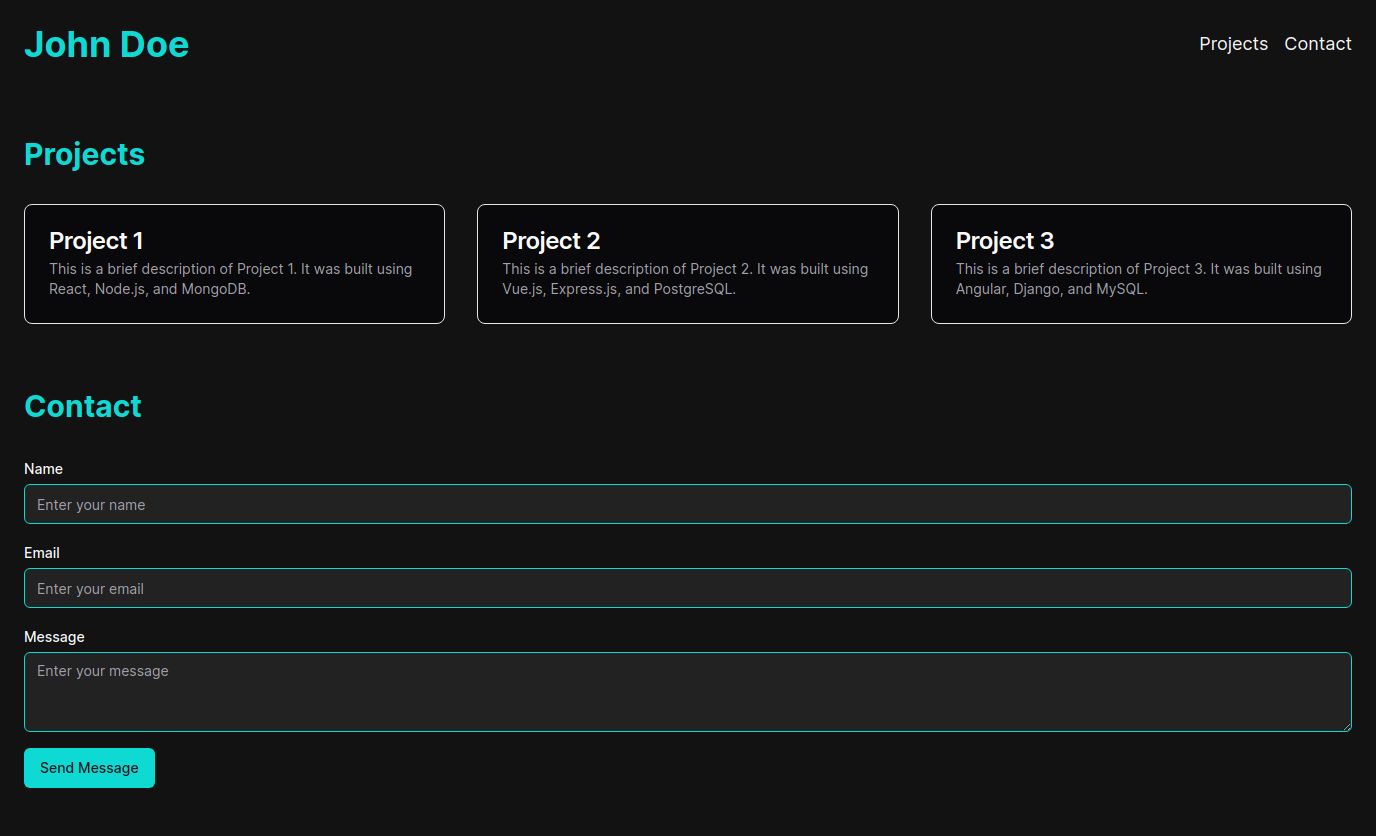 John Doe
Projects Contact
Projects
Project 1
This is a brief description of Project 1. It was built using
React, Node.js, and MongoDB.
Project 2
This is a brief description of Project 2. It was built using
Vue.js, Express.js, and PostgreSQL.
Project 3
This is a brief description of Project 3. It was built using
Angular, Django, and MySQL.
Contact
Name
Enter your name
Email
Enter your email
Message
Enter your message
Send Message